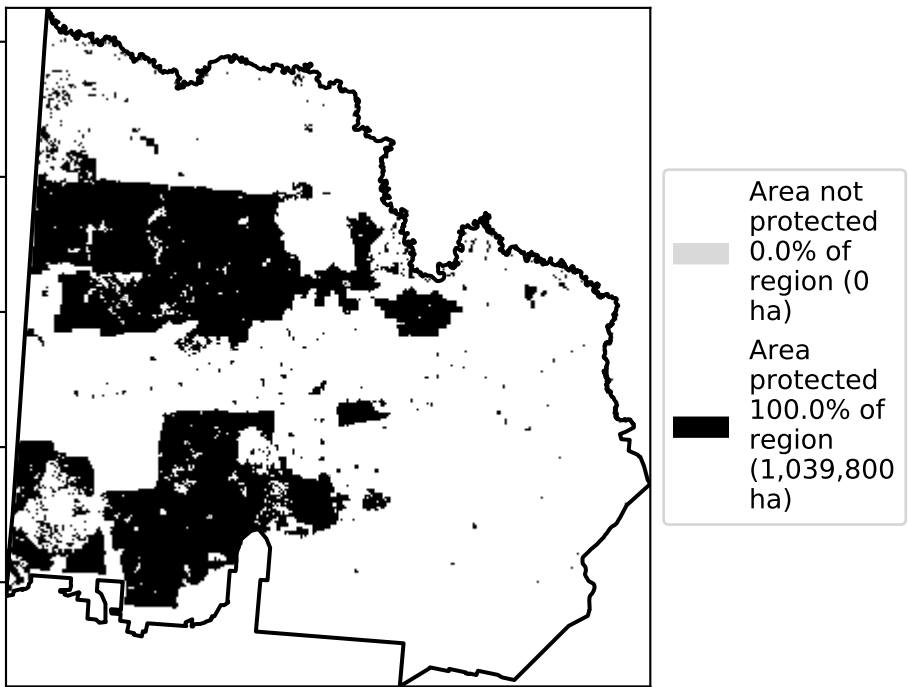 Area not
protected
0.0% of
region (0
ha)
Area
protected
100.0% of
region
(1,039,800
ha)